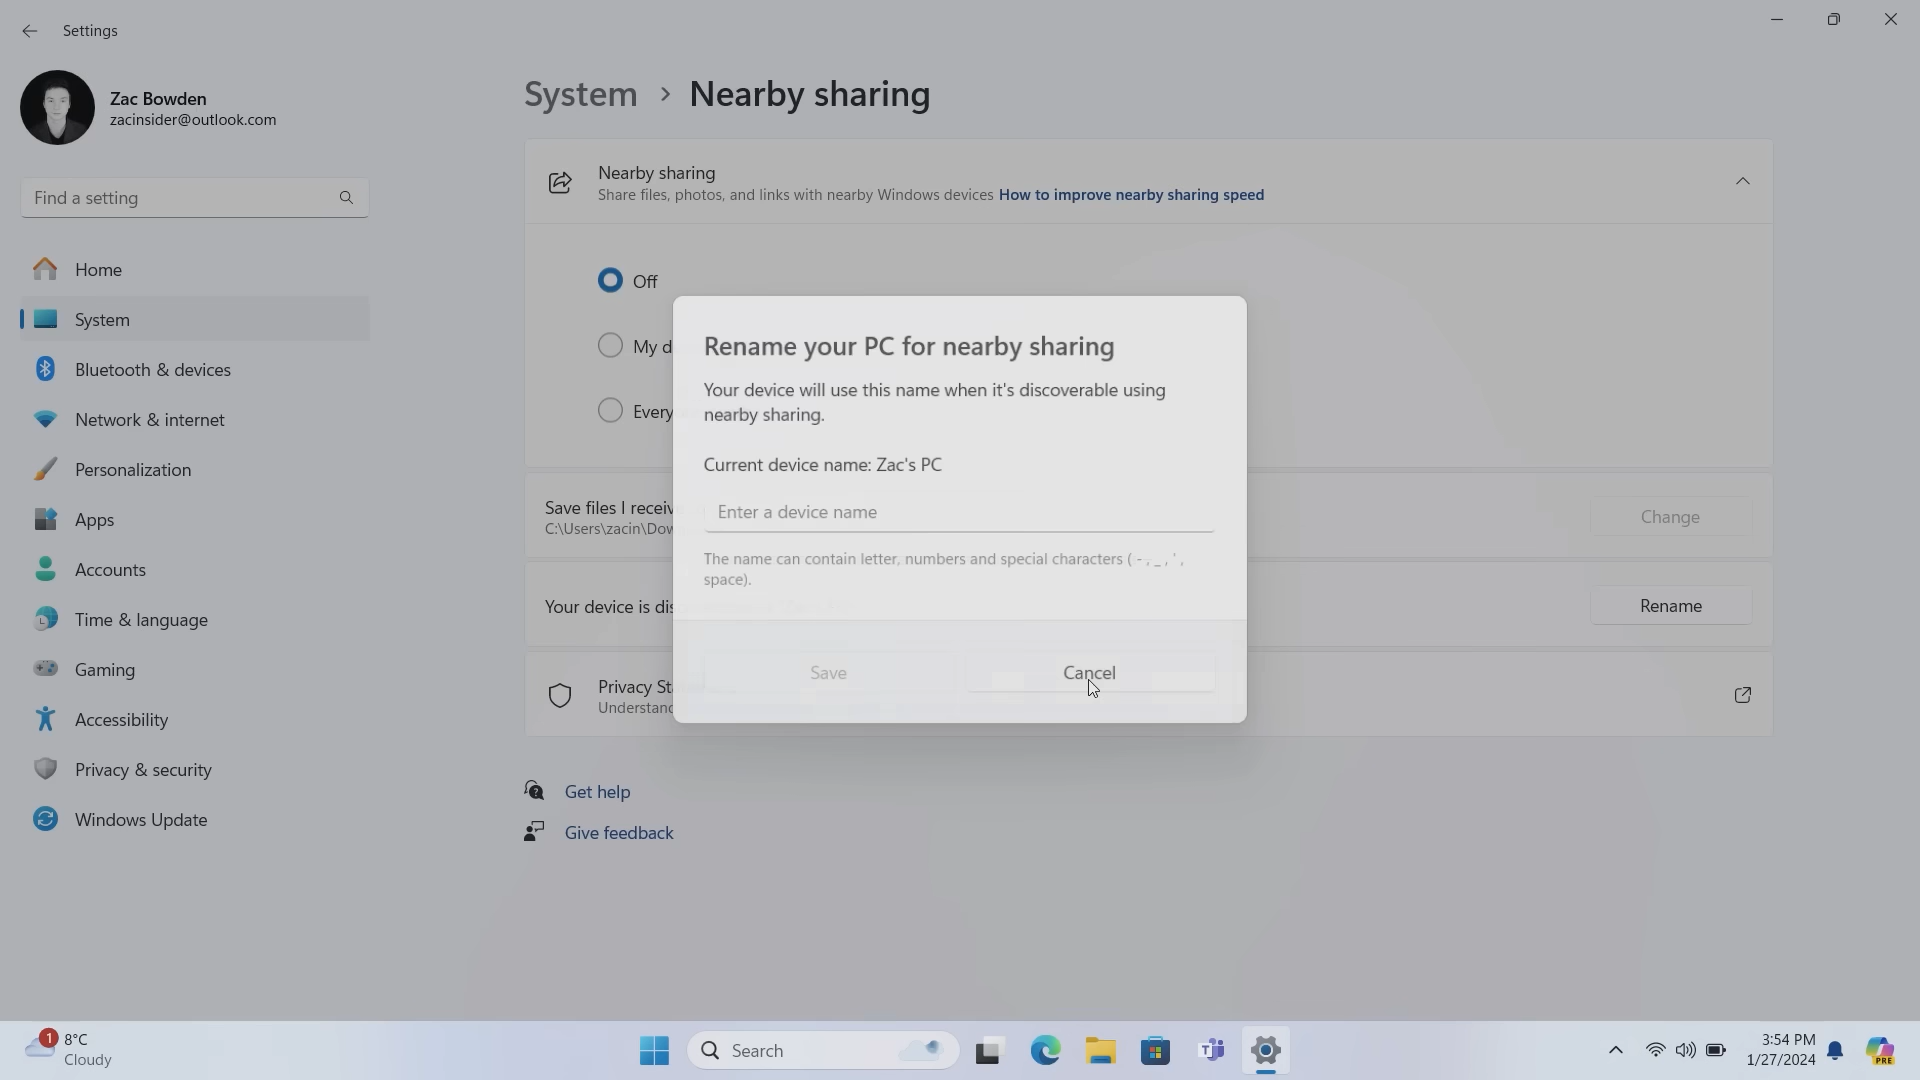 Settings
Zac Bowden
zacinsider@outlook.com
Find a setting
Home
System
Bluetooth & devices
Network & internet
Personalization
Apps
Accounts
Time & language
Gaming
Accessibility
Privacy & security
Windows Update
System > Nearby sharing
Nearby sharing
Share files, photos, and links with nearby Windows devices How to improve nearby sharing speed
Off
My d
Every
Save files I receiv
C:\Users\zacin\Dow
Change
Your device is dis
Rename
Privacy St
Understand
Rename your PC for nearby sharing
Your device will use this name when it's discoverable using
nearby sharing.
Current device name: Zac's PC
Enter a device name
The name can contain letter, numbers and special characters ( - , _ , ' ,
space).
Save
Cancel
Get help
Give feedback
1
8°C
Cloudy
Search
3:54 PM
1/27/2024
PRE